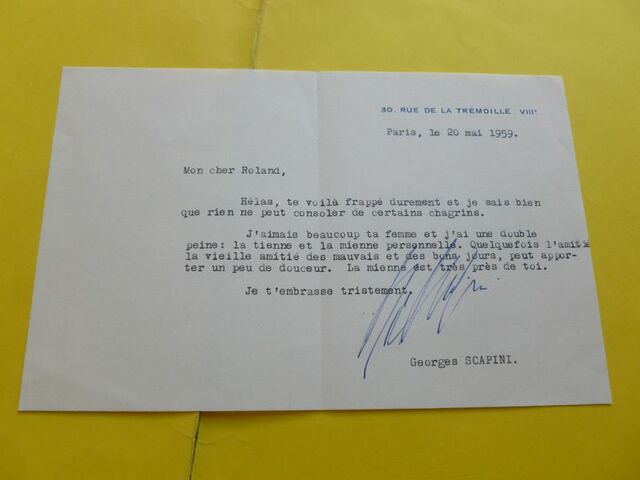 30, RUE DE LA TRÉMOILLE. VIIIᵉ
Paris, le 20 mai 1959.
Mon cher Roland,
Hélas, te voilà frappé durement et je sais bien
que rien ne peut consoler de certains chagrins.
J'aimais beaucoup ta femme et j'ai une double
peine: la tienne et la mienne personnelle. Quelquefois l'amitié
la vieille amitié des mauvais et des bons jours, peut appor-
ter un peu de douceur. La mienne est très près de toi.
Je t'embrasse tristement.
Georges SCAPINI.